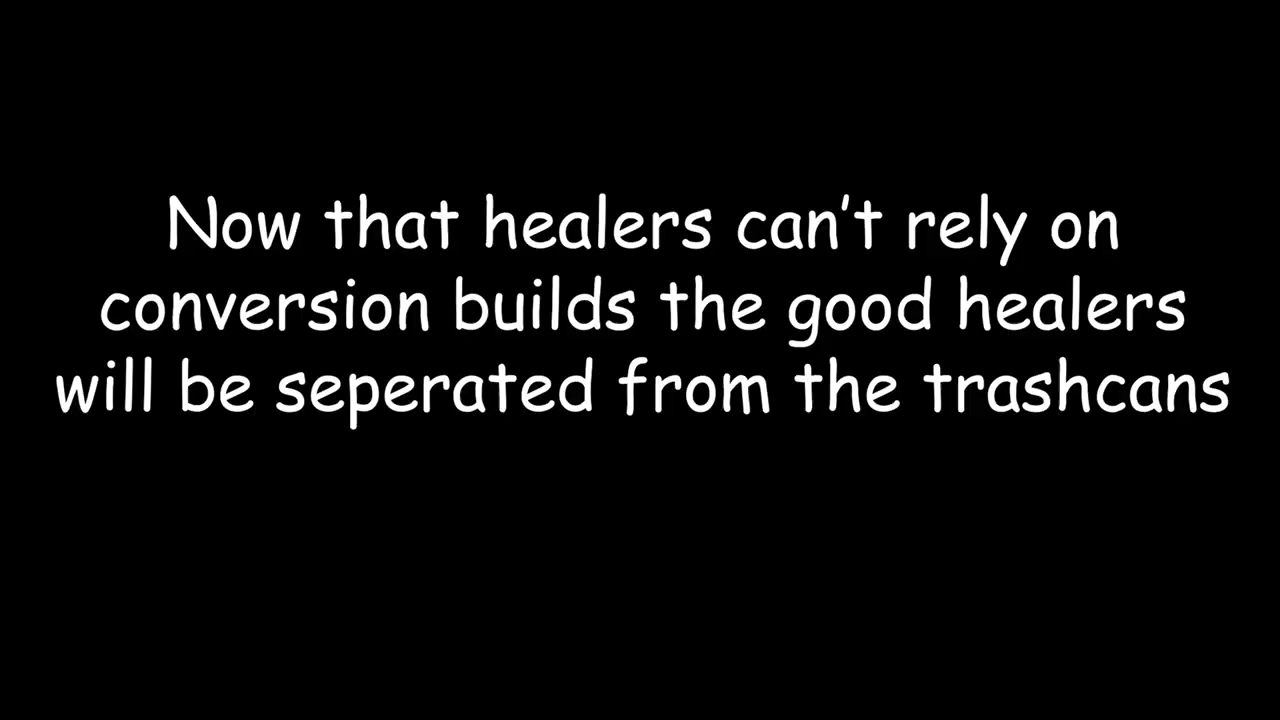 Now that healers can't rely on
conversion builds the good healers
will be seperated from the trashcans